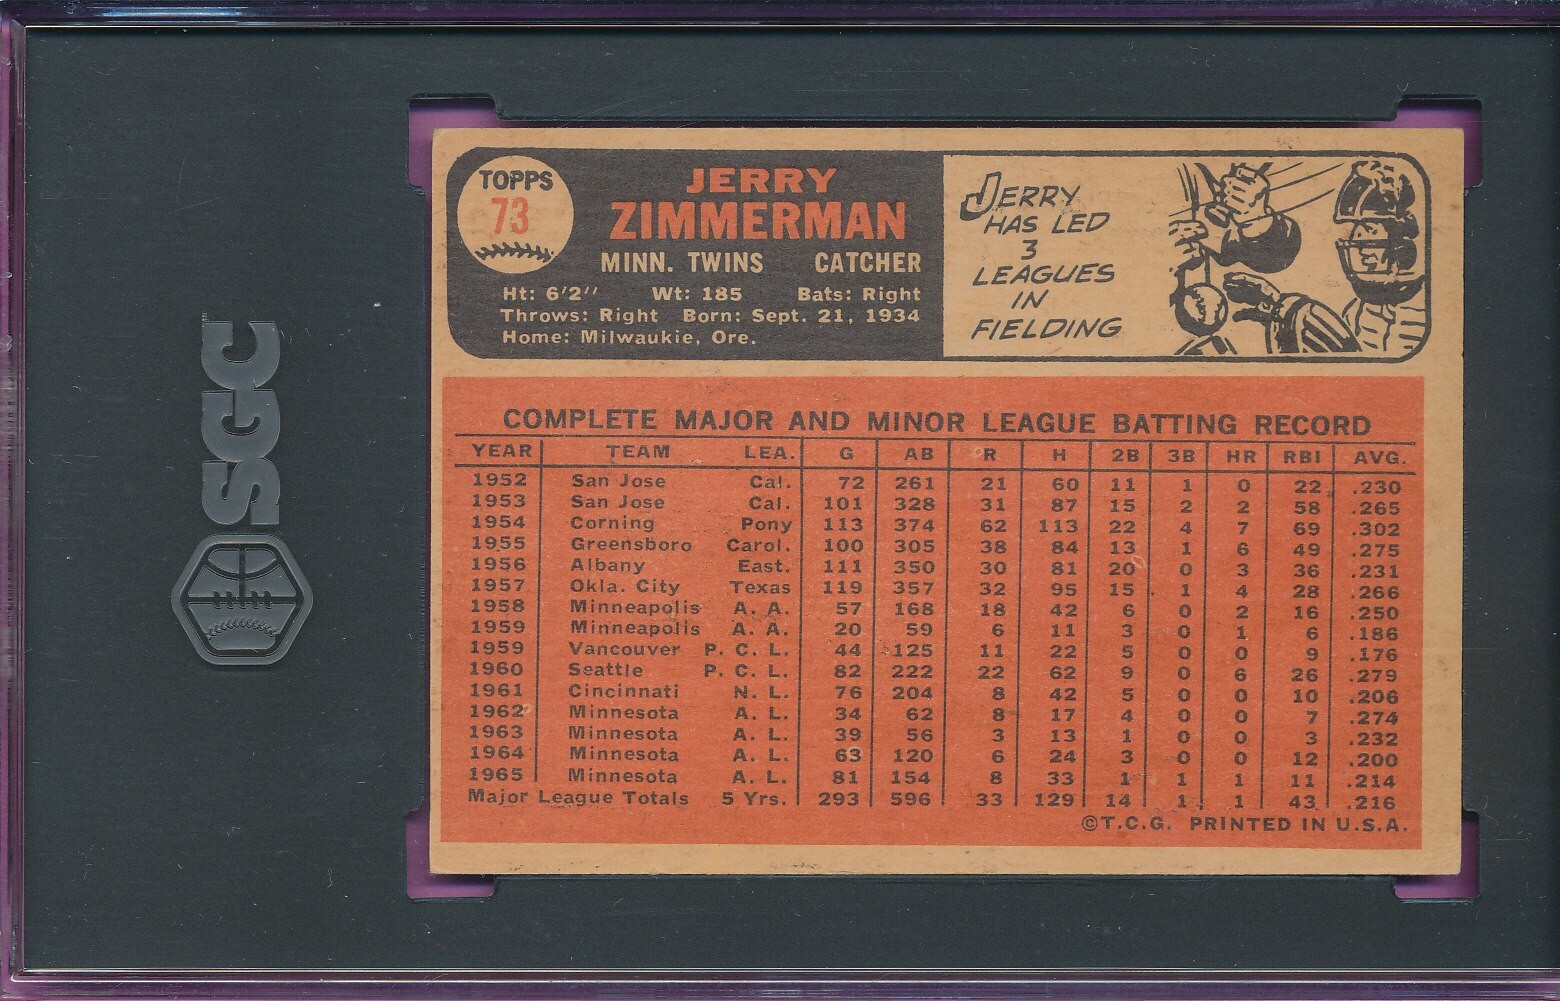 SGC
TOPPS
73
JERRY
ZIMMERMAN
MINN. TWINS CATCHER
Ht: 6'2'' Wt: 185 Bats: Right
Throws: Right Born: Sept. 21, 1934
Home: Milwaukie, Ore.
JERRY
HAS LED
3
LEAGUES
IN
FIELDING
COMPLETE MAJOR AND MINOR LEAGUE BATTING RECORD
YEAR TEAM LEA. G AB R H 2B 3B HR RBI AVG.
1952 San Jose Cal. 72 261 21 60 11 1 0 22 .230
1953 San Jose Cal. 101 328 31 87 15 2 2 58 .265
1954 Corning Pony 113 374 62 113 22 4 7 69 .302
1955 Greensboro Carol. 100 305 38 84 13 1 6 49 .275
1956 Albany East. 111 350 30 81 20 0 3 36 .231
1957 Okla. City Texas 119 357 32 95 15 1 4 28 .266
1958 Minneapolis A. A. 57 168 18 42 6 0 2 16 .250
1959 Minneapolis A. A. 20 59 6 11 3 0 1 6 .186
1959 Vancouver P. C. L. 44 125 11 22 5 0 0 9 .176
1960 Seattle P. C. L. 82 222 22 62 9 0 6 26 .279
1961 Cincinnati N. L. 76 204 8 42 5 0 0 10 .206
1962 Minnesota A. L. 34 62 8 17 4 0 0 7 .274
1963 Minnesota A. L. 39 56 3 13 1 0 0 3 .232
1964 Minnesota A. L. 63 120 6 24 3 0 0 12 .200
1965 Minnesota A. L. 81 154 8 33 1 1 1 11 .214
Major League Totals 5 Yrs. 293 596 33 129 14 1 1 43 .216
©T.C.G. PRINTED IN U.S.A.